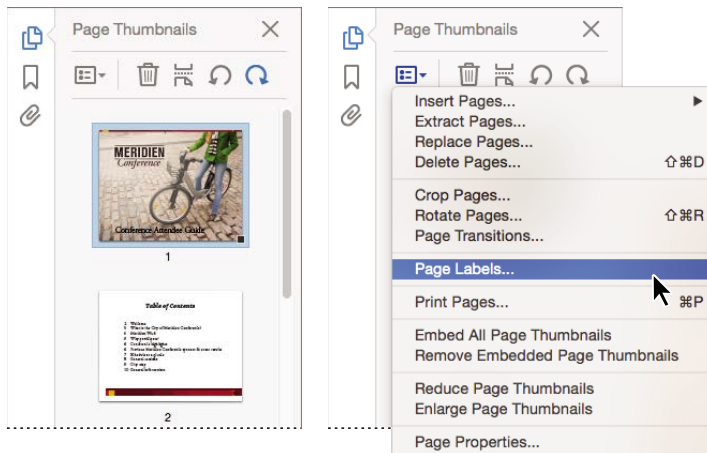 Page Thumbnails
MERIDIEN
Conference
Conference Attendee Guide
1
Table of Contents
1 Welcome
2
Page Thumbnails
Insert Pages...
Extract Pages...
Replace Pages...
Delete Pages... ⇧⌘D
Crop Pages...
Rotate Pages... ⇧⌘R
Page Transitions...
Page Labels...
Print Pages... ⌘P
Embed All Page Thumbnails
Remove Embedded Page Thumbnails
Reduce Page Thumbnails
Enlarge Page Thumbnails
Page Properties...